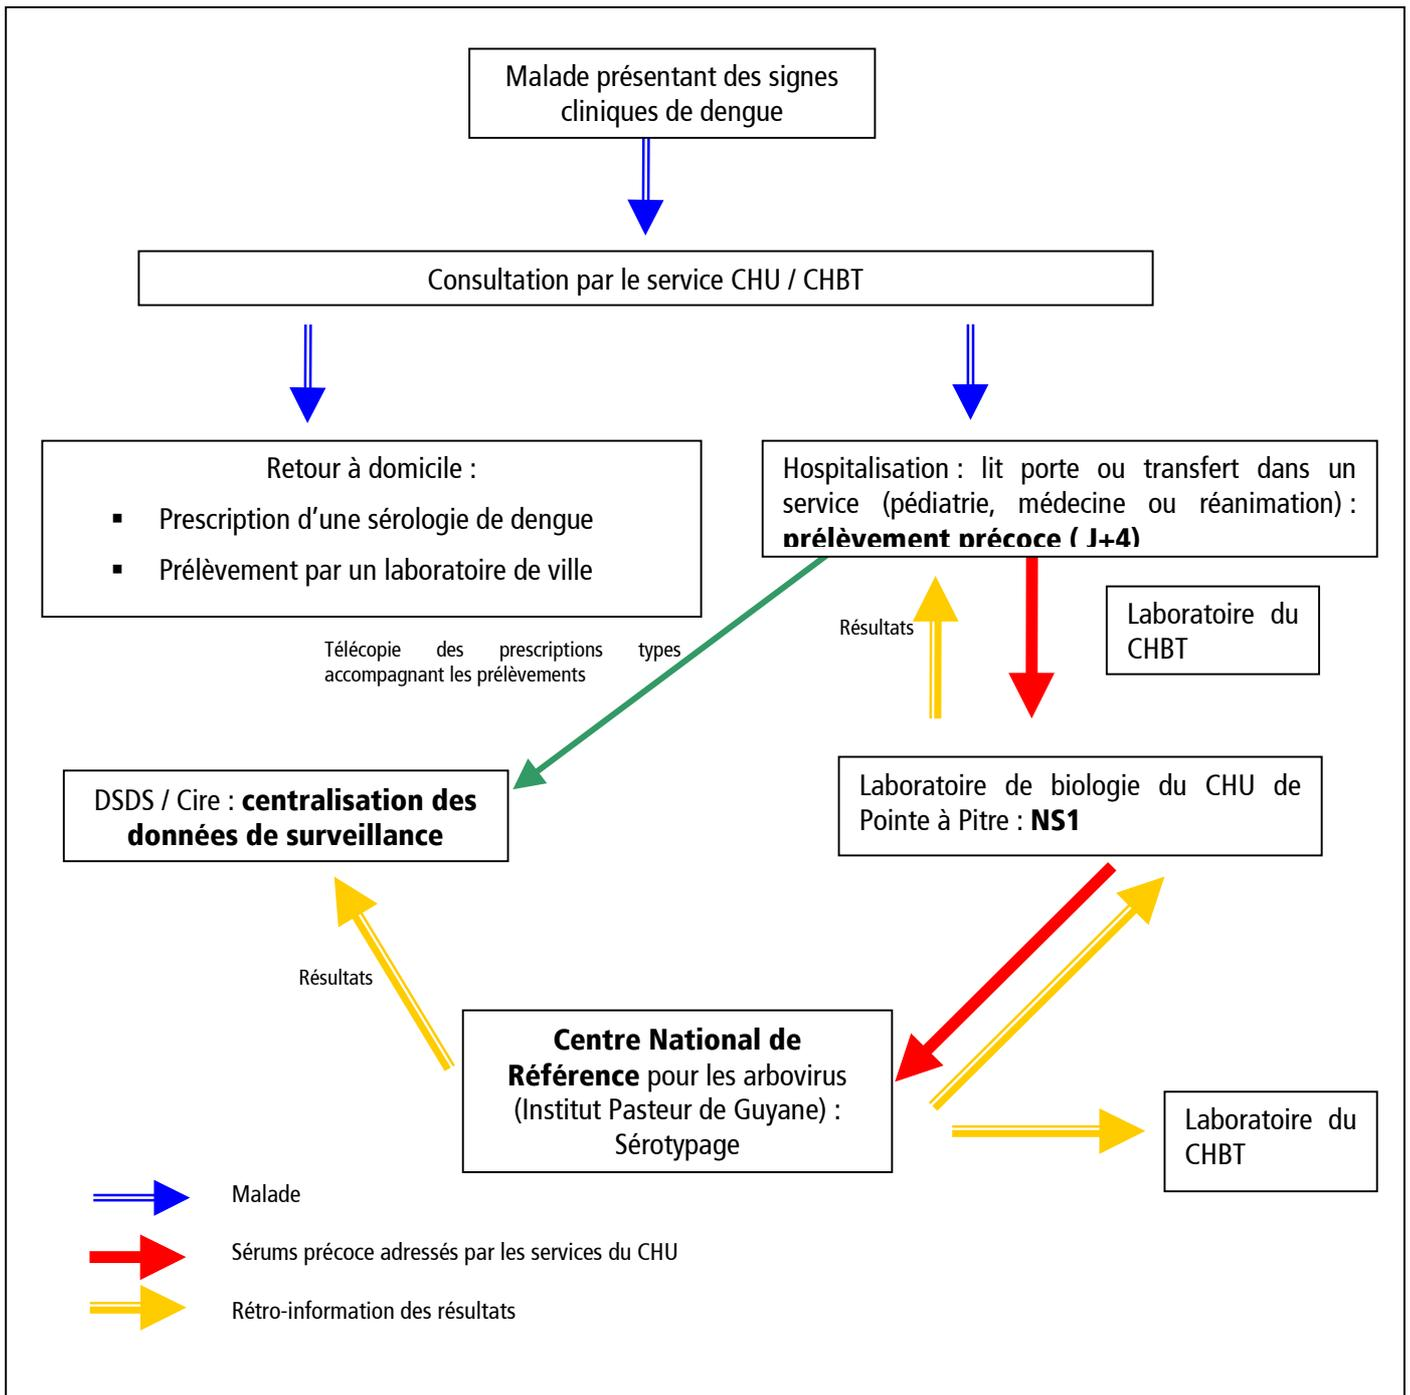 Malade présentant des signes
cliniques de dengue
Consultation par le service CHU / CHBT
Retour à domicile :
▪ Prescription d'une sérologie de dengue
▪ Prélèvement par un laboratoire de ville
Hospitalisation : lit porte ou transfert dans un
service (pédiatrie, médecine ou réanimation) :
prélèvement précoce ( J+4)
Résultats
Laboratoire du
CHBT
Télécopie des prescriptions types
accompagnant les prélèvements
DSDS / Cire : centralisation des
données de surveillance
Laboratoire de biologie du CHU de
Pointe à Pitre : NS1
Résultats
Centre National de
Référence pour les arbovirus
(Institut Pasteur de Guyane) :
Sérotypage
Laboratoire du
CHBT
Malade
Sérums précoce adressés par les services du CHU
Rétro-information des résultats